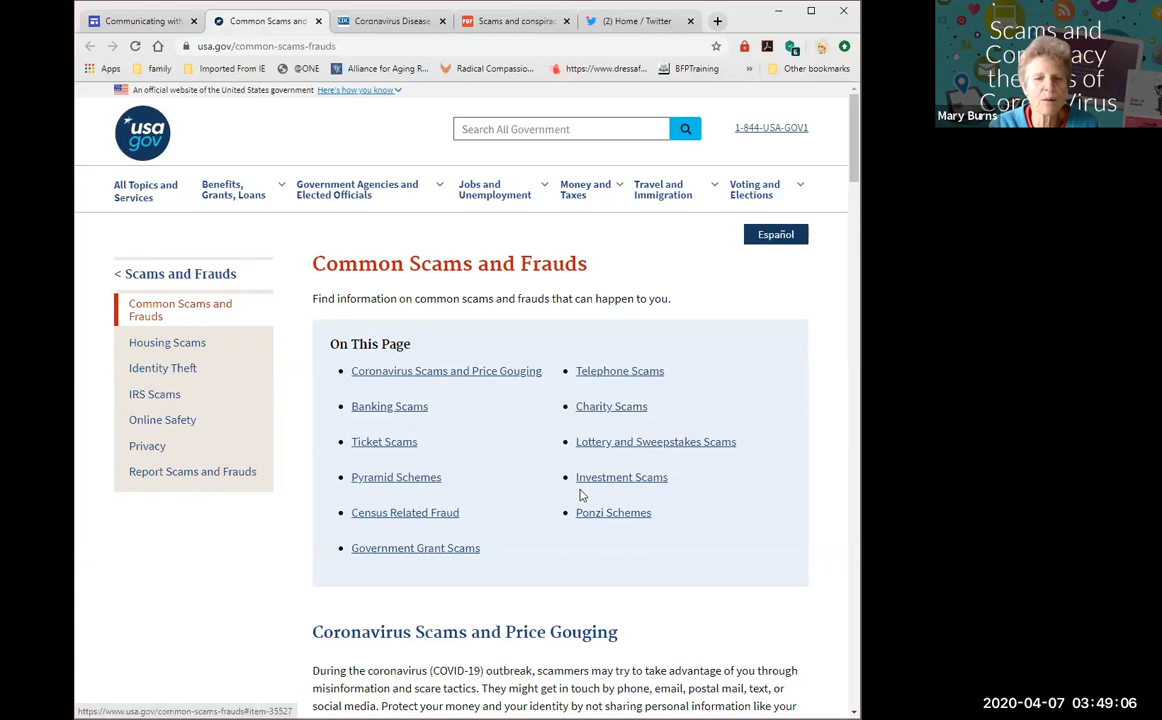 Communicating with
Common Scams and
Coronavirus Disease
Scams and conspirac
(2) Home / Twitter
usa.gov/common-scams-frauds
Apps
family
Imported From IE
@ONE
Alliance for Aging R...
Radical Compassio...
https://www.dressaf...
BFPTraining
»
Other bookmarks
An official website of the United States government Here's how you know
usa
gov
Search All Government
1-844-USA-GOV1
All Topics and
Services
Benefits,
Grants, Loans
Government Agencies and
Elected Officials
Jobs and
Unemployment
Money and
Taxes
Travel and
Immigration
Voting and
Elections
Español
< Scams and Frauds
Common Scams and
Frauds
Housing Scams
Identity Theft
IRS Scams
Online Safety
Privacy
Report Scams and Frauds
Common Scams and Frauds
Find information on common scams and frauds that can happen to you.
On This Page
Coronavirus Scams and Price Gouging
Banking Scams
Ticket Scams
Pyramid Schemes
Census Related Fraud
Government Grant Scams
Telephone Scams
Charity Scams
Lottery and Sweepstakes Scams
Investment Scams
Ponzi Schemes
Coronavirus Scams and Price Gouging
During the coronavirus (COVID-19) outbreak, scammers may try to take advantage of you through
misinformation and scare tactics. They might get in touch by phone, email, postal mail, text, or
social media. Protect your money and your identity by not sharing personal information like your
https://www.usa.gov/common-scams-frauds#item-35527
Scams and
of
Mary Burns
2020-04-07 03:49:06